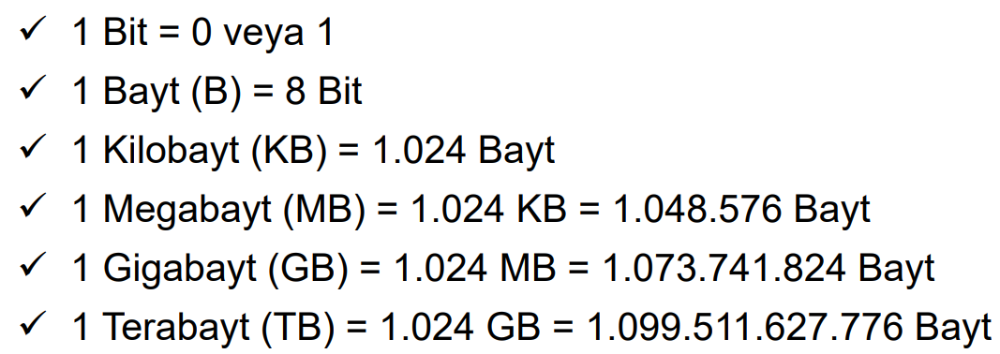 ✓ 1 Bit = 0 veya 1
✓ 1 Bayt (B) = 8 Bit
✓ 1 Kilobayt (KB) = 1.024 Bayt
✓ 1 Megabayt (MB) = 1.024 KB = 1.048.576 Bayt
✓ 1 Gigabayt (GB) = 1.024 MB = 1.073.741.824 Bayt
✓ 1 Terabayt (TB) = 1.024 GB = 1.099.511.627.776 Bayt